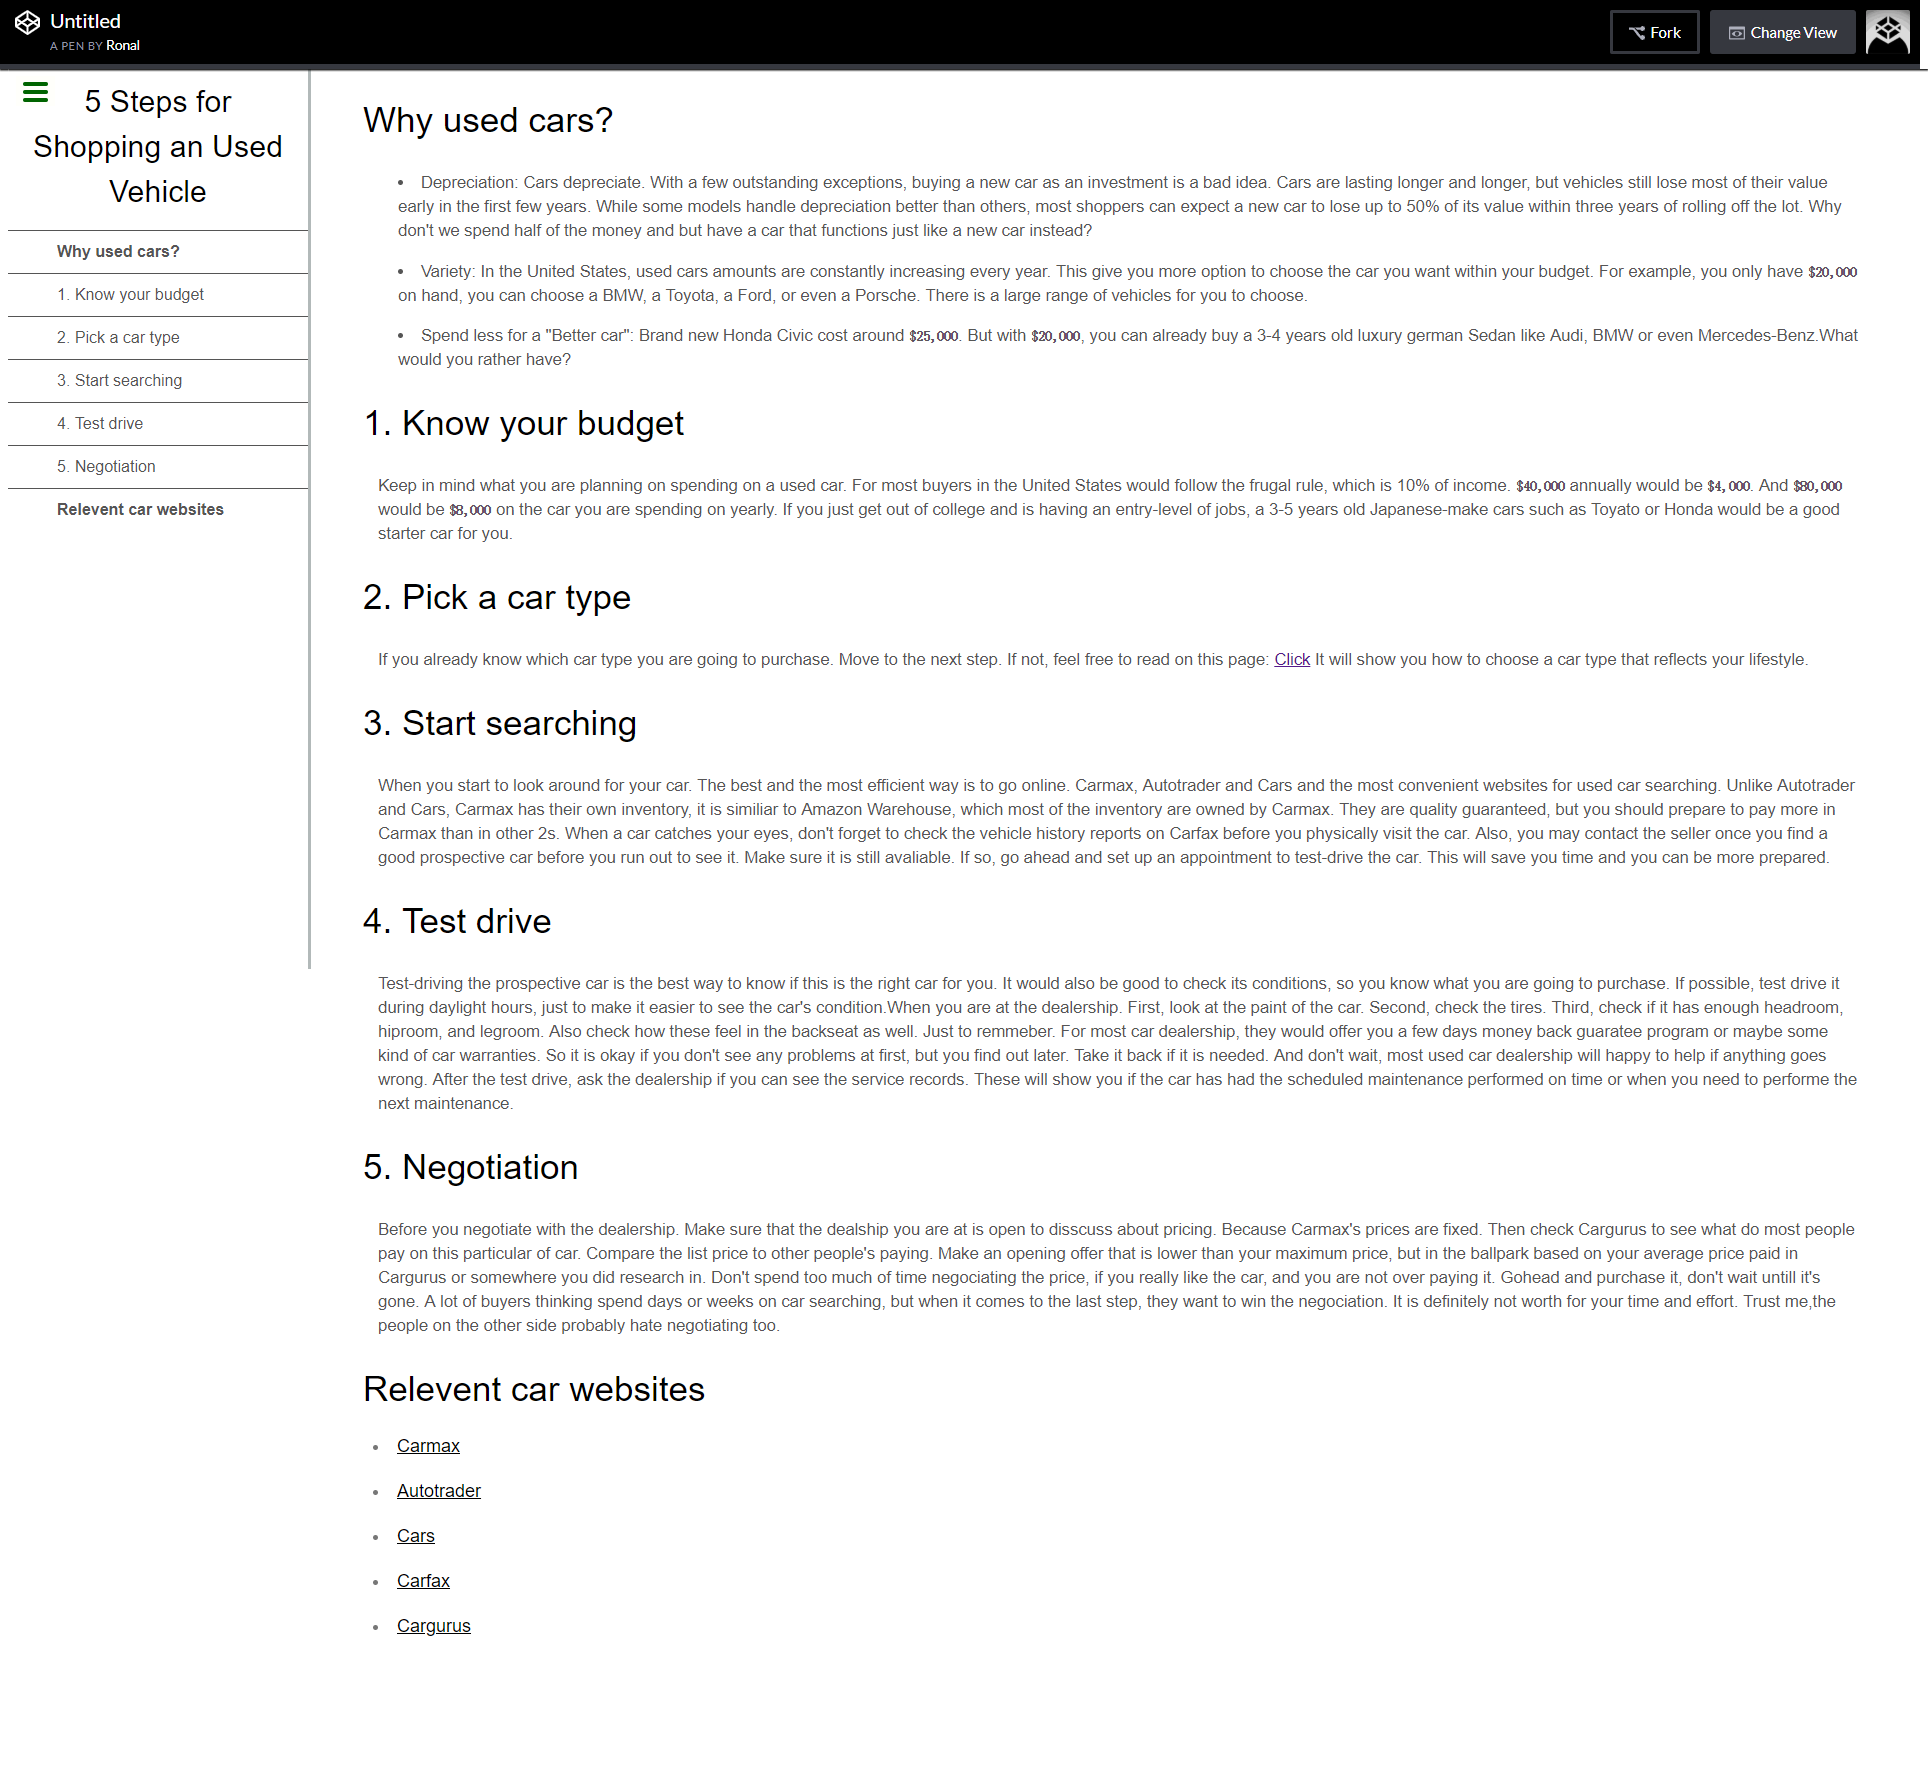 Untitled
A PEN BY Ronal
Fork
Change View
5 Steps for
Shopping an Used
Vehicle
Why used cars?
1. Know your budget
2. Pick a car type
3. Start searching
4. Test drive
5. Negotiation
Relevent car websites
Why used cars?
• Depreciation: Cars depreciate. With a few outstanding exceptions, buying a new car as an investment is a bad idea. Cars are lasting longer and longer, but vehicles still lose most of their value
early in the first few years. While some models handle depreciation better than others, most shoppers can expect a new car to lose up to 50% of its value within three years of rolling off the lot. Why
don't we spend half of the money and but have a car that functions just like a new car instead?
• Variety: In the United States, used cars amounts are constantly increasing every year. This give you more option to choose the car you want within your budget. For example, you only have $20,000
on hand, you can choose a BMW, a Toyota, a Ford, or even a Porsche. There is a large range of vehicles for you to choose.
• Spend less for a "Better car": Brand new Honda Civic cost around $25,000. But with $20,000, you can already buy a 3-4 years old luxury german Sedan like Audi, BMW or even Mercedes-Benz.What
would you rather have?
1. Know your budget
Keep in mind what you are planning on spending on a used car. For most buyers in the United States would follow the frugal rule, which is 10% of income. $40,000 annually would be $4,000. And $80,000
would be $8,000 on the car you are spending on yearly. If you just get out of college and is having an entry-level of jobs, a 3-5 years old Japanese-make cars such as Toyato or Honda would be a good
starter car for you.
2. Pick a car type
If you already know which car type you are going to purchase. Move to the next step. If not, feel free to read on this page: Click It will show you how to choose a car type that reflects your lifestyle.
3. Start searching
When you start to look around for your car. The best and the most efficient way is to go online. Carmax, Autotrader and Cars and the most convenient websites for used car searching. Unlike Autotrader
and Cars, Carmax has their own inventory, it is similiar to Amazon Warehouse, which most of the inventory are owned by Carmax. They are quality guaranteed, but you should prepare to pay more in
Carmax than in other 2s. When a car catches your eyes, don't forget to check the vehicle history reports on Carfax before you physically visit the car. Also, you may contact the seller once you find a
good prospective car before you run out to see it. Make sure it is still avaliable. If so, go ahead and set up an appointment to test-drive the car. This will save you time and you can be more prepared.
4. Test drive
Test-driving the prospective car is the best way to know if this is the right car for you. It would also be good to check its conditions, so you know what you are going to purchase. If possible, test drive it
during daylight hours, just to make it easier to see the car's condition.When you are at the dealership. First, look at the paint of the car. Second, check the tires. Third, check if it has enough headroom,
hiproom, and legroom. Also check how these feel in the backseat as well. Just to remmeber. For most car dealership, they would offer you a few days money back guaratee program or maybe some
kind of car warranties. So it is okay if you don't see any problems at first, but you find out later. Take it back if it is needed. And don't wait, most used car dealership will happy to help if anything goes
wrong. After the test drive, ask the dealership if you can see the service records. These will show you if the car has had the scheduled maintenance performed on time or when you need to performe the
next maintenance.
5. Negotiation
Before you negotiate with the dealership. Make sure that the dealship you are at is open to disscuss about pricing. Because Carmax's prices are fixed. Then check Cargurus to see what do most people
pay on this particular of car. Compare the list price to other people's paying. Make an opening offer that is lower than your maximum price, but in the ballpark based on your average price paid in
Cargurus or somewhere you did research in. Don't spend too much of time negociating the price, if you really like the car, and you are not over paying it. Gohead and purchase it, don't wait untill it's
gone. A lot of buyers thinking spend days or weeks on car searching, but when it comes to the last step, they want to win the negociation. It is definitely not worth for your time and effort. Trust me,the
people on the other side probably hate negotiating too.
Relevent car websites
• Carmax
• Autotrader
• Cars
• Carfax
• Cargurus